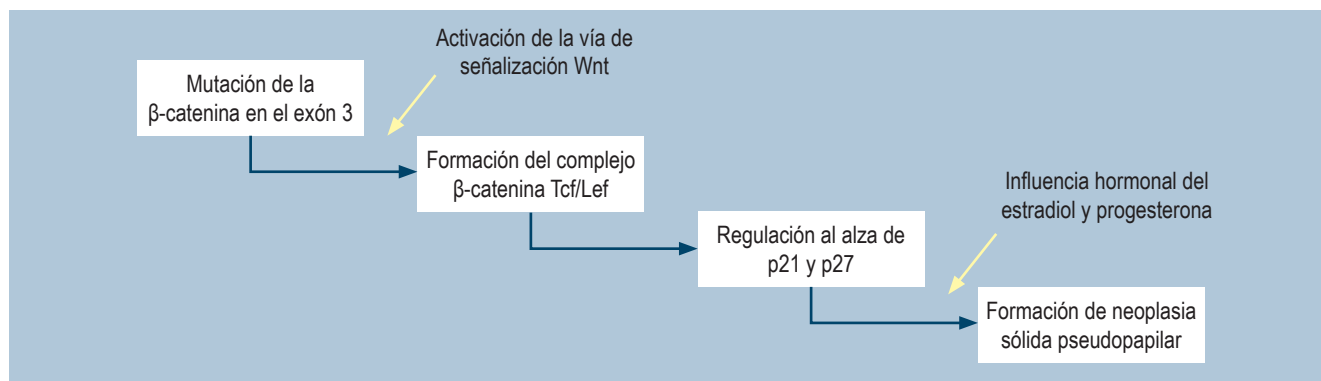 Activación de la vía de
señalización Wnt
Mutación de la
β-catenina en el exón 3
Formación del complejo
β-catenina Tcf/Lef
Influencia hormonal del
estradiol y progesterona
Regulación al alza de
p21 y p27
Formación de neoplasia
sólida pseudopapilar